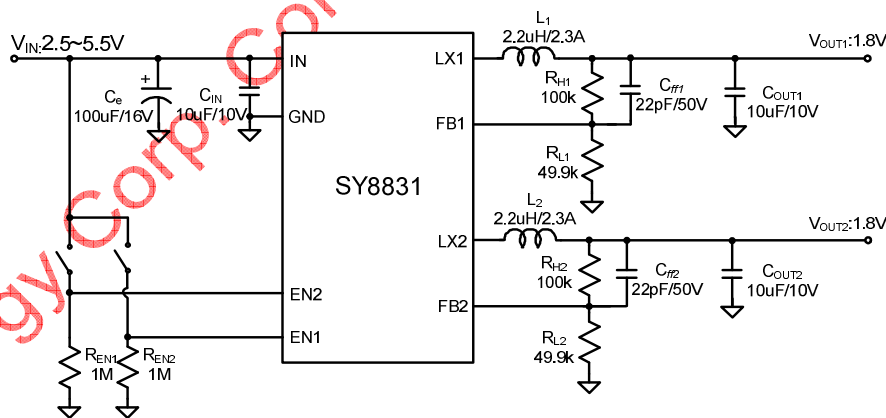 VIN:2.5~5.5V
Ce
100uF/16V
CIN
10uF/10V
IN
GND
SY8831
EN2
EN1
REN1
1M
REN2
1M
LX1
FB1
LX2
FB2
L1
2.2uH/2.3A
RH1
100k
Cff1
22pF/50V
RL1
49.9k
COUT1
10uF/10V
VOUT1:1.8V
L2
2.2uH/2.3A
RH2
100k
Cff2
22pF/50V
RL2
49.9k
COUT2
10uF/10V
VOUT2:1.8V
gy Corp. Co